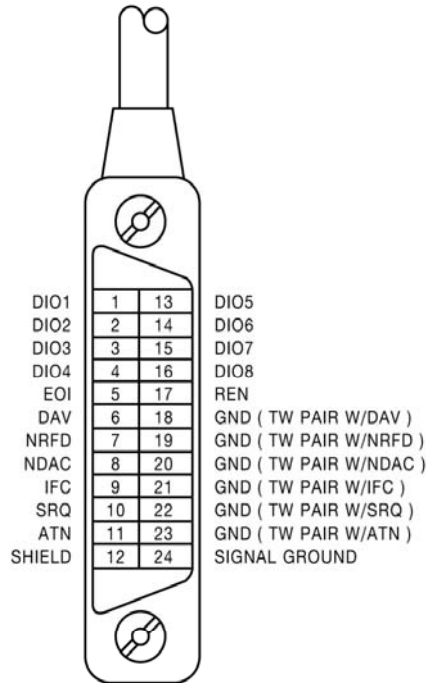 DIO1 1 13 DIO5
DIO2 2 14 DIO6
DIO3 3 15 DIO7
DIO4 4 16 DIO8
EOI 5 17 REN
DAV 6 18 GND ( TW PAIR W/DAV )
NRFD 7 19 GND ( TW PAIR W/NRFD )
NDAC 8 20 GND ( TW PAIR W/NDAC )
IFC 9 21 GND ( TW PAIR W/IFC )
SRQ 10 22 GND ( TW PAIR W/SRQ )
ATN 11 23 GND ( TW PAIR W/ATN )
SHIELD 12 24 SIGNAL GROUND